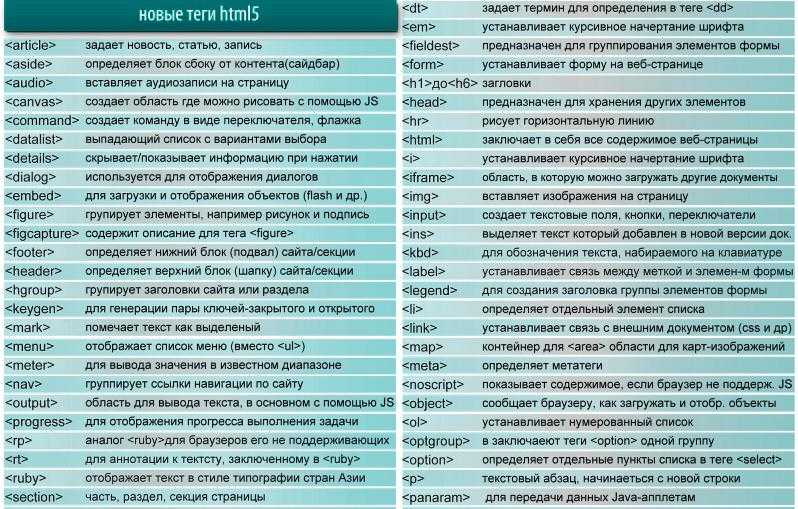 новые теги html5
<article> задает новость, статью, запись
<aside> определяет блок сбоку от контента(сайдбар)
<audio> вставляет аудиозаписи на страницу
<canvas> создает область где можно рисовать с помощью JS
<command> создает команду в виде переключателя, флажка
<datalist> выпадающий список с вариантами выбора
<details> скрывает/показывает информацию при нажатии
<dialog> используется для отображения диалогов
<embed> для загрузки и отображения объектов (flash и др.)
<figure> групирует элементы, например рисунок и подпись
<figcapture> содержит описание для тега <figure>
<footer> определяет нижний блок (подвал) сайта/секции
<header> определяет верхний блок (шапку) сайта/секции
<hgroup> групирует заголовки сайта или раздела
<keygen> для генерации пары ключей-закрытого и открытого
<mark> помечает текст как выделеный
<menu> отображает список меню (вместо <ul>)
<meter> для вывода значения в известном диапазоне
<nav> группирует ссылки навигации по сайту
<output> область для вывода текста, в основном с помощью JS
<progress> для отображения прогресса выполнения задачи
<rp> аналог <ruby>для браузеров его не поддерживающих
<rt> для аннотации к тектсту, заключенному в <ruby>
<ruby> отображает текст в стиле типографии стран Азии
<section> часть, раздел, секция страницы
<dt> задает термин для определения в теге <dd>
<em> устанавливает курсивное начертание шрифта
<fieldest> предназначен для группирования элементов формы
<form> устанавливает форму на веб-странице
<h1>до<h6> загловки
<head> предназначен для хранения других элементов
<hr> рисует горизонтальную линию
<html> заключает в себя все содержимое веб-страницы
<i> устанавливает курсивное начертание шрифта
<iframe> область, в которую можно загружать другие документы
<img> вставляет изображения на страницу
<input> создает текстовые поля, кнопки, переключатели
<ins> выделяет текст который добавлен в новой версии док.
<kbd> для обозначения текста, набираемого на клавиатуре
<label> устанавливает связь между меткой и элемен-м формы
<legend> для создания заголовка группы элементов формы
<li> определяет отдельный элемент списка
<link> устанавливает связь с внешним документом (css и др)
<map> контейнер для <area> области для карт-изображений
<meta> определяет метатеги
<noscript> показывает содержимое, если браузер не поддерж. JS
<object> сообщает браузеру, как загружать и отобр. объекты
<ol> устанавливает нумерованный список
<optgroup> в заключают теги <option> одной группу
<option> определяет отдельные пункты списка в теге <select>
<p> текстовый абзац, начинаеться с новой строки
<panaram> для передачи данных Java-апплетам